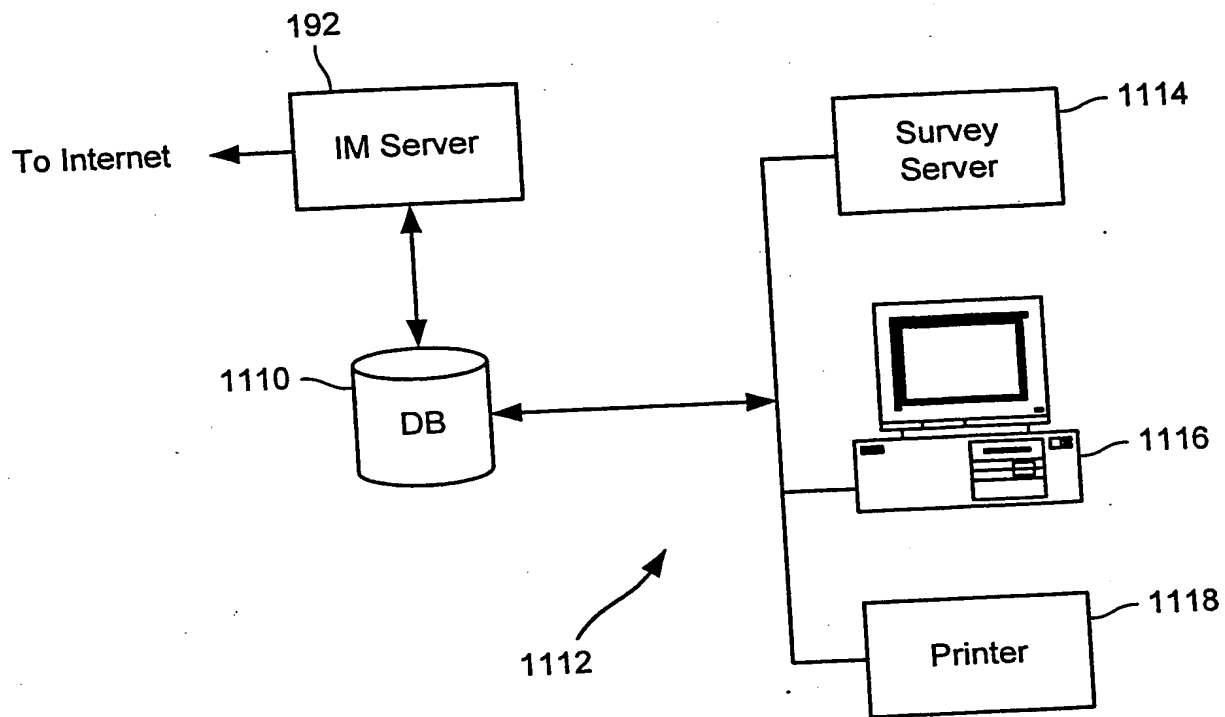 192
IM Server
To Internet
1110
DB
1112
Survey
Server
1114
1116
Printer
1118